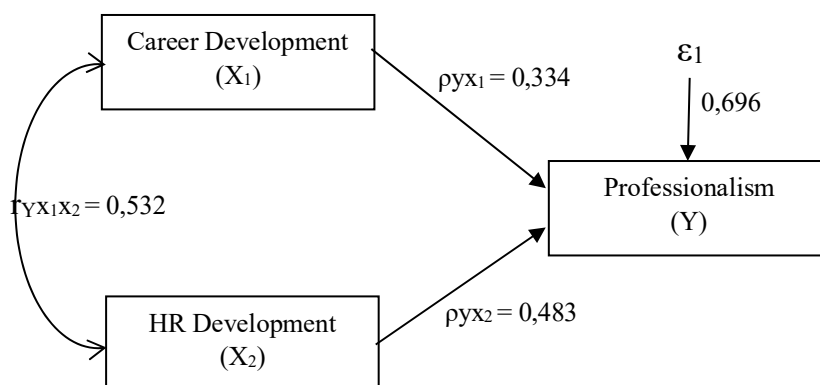 Career Development
(X₁)
ε1
ρyx₁ = 0,334
0,696
Professionalism
(Y)
rYx₁x₂ = 0,532
HR Development
(X₂)
ρyx₂ = 0,483